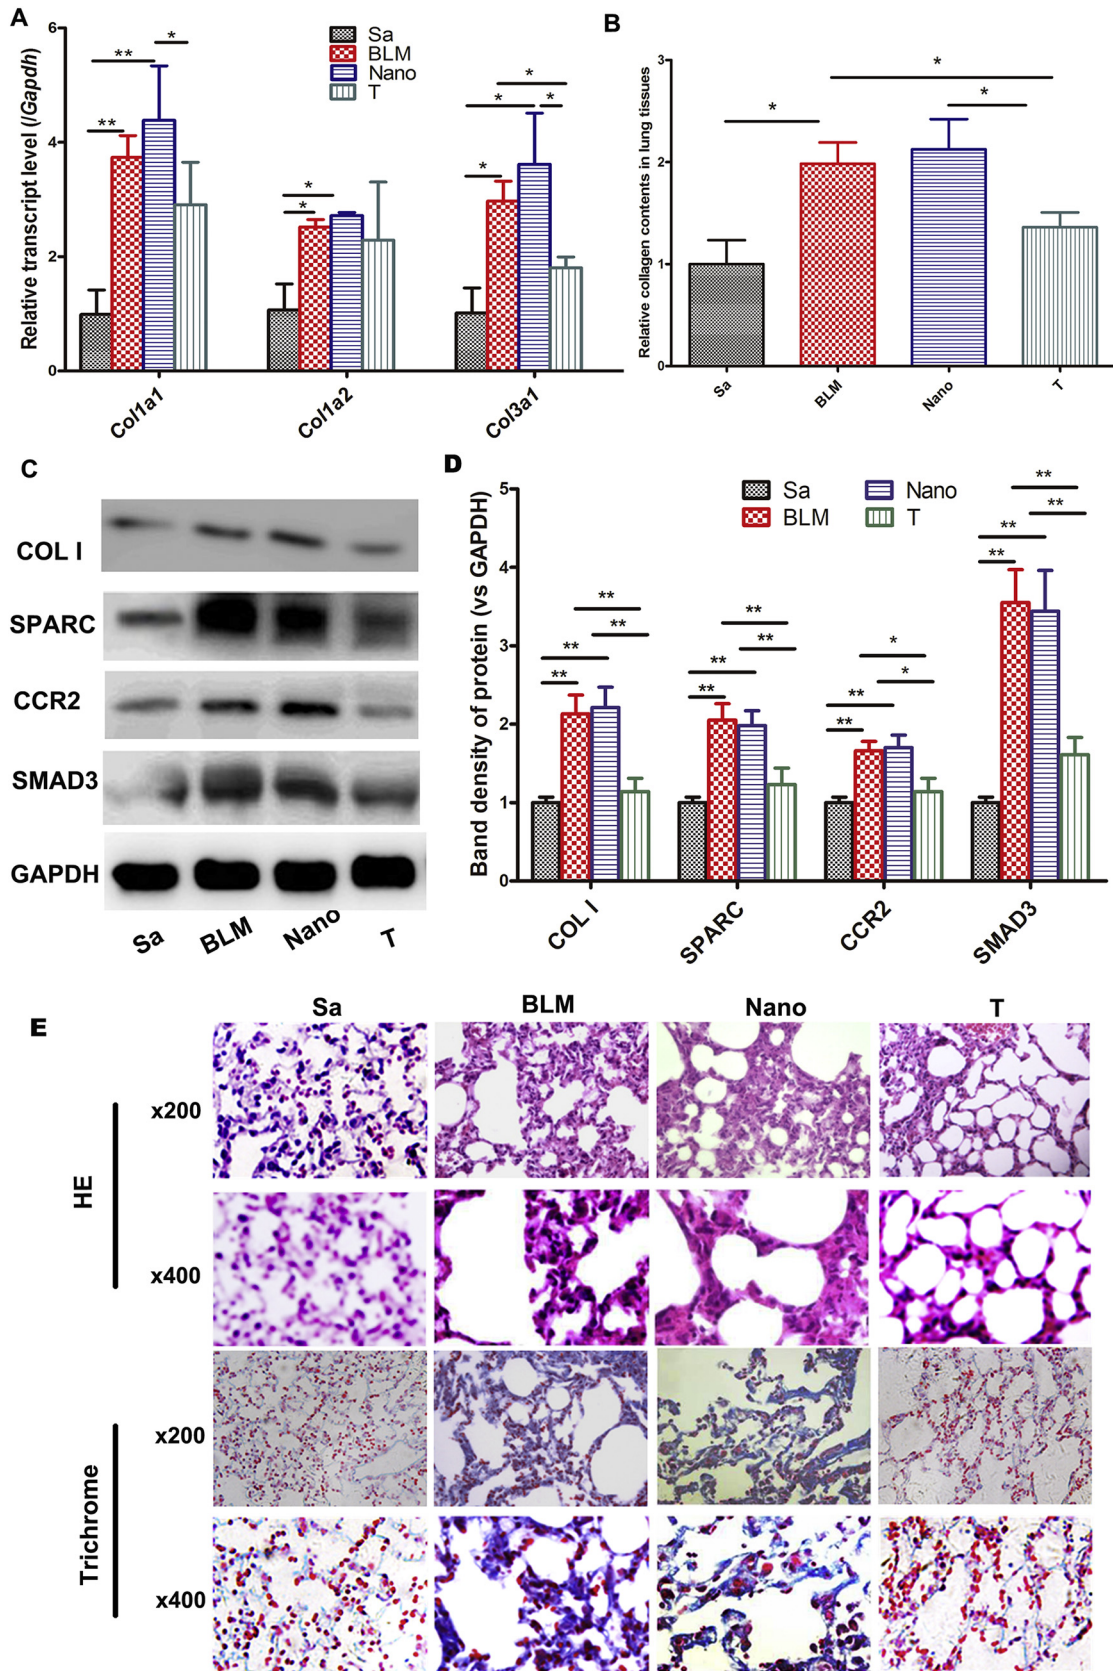 A
Relative transcript level (/Gapdh)
6
4
2
0
Sa
BLM
Nano
T
**
**
*
*
*
*
*
*
*
Col1a1
Col1a2
Col3a1
B
Relative collagen contents in lung tissues
3
2
1
0
*
*
*
Sa
BLM
Nano
T
C
COL I
SPARC
CCR2
SMAD3
GAPDH
Sa
BLM
Nano
T
D
Band density of protein (vs GAPDH)
5
4
3
2
1
0
Sa
BLM
Nano
T
**
**
**
**
**
**
**
**
*
*
**
**
**
**
**
**
COL I
SPARC
CCR2
SMAD3
E
Sa
BLM
Nano
T
HE
x200
x400
Trichrome
x200
x400